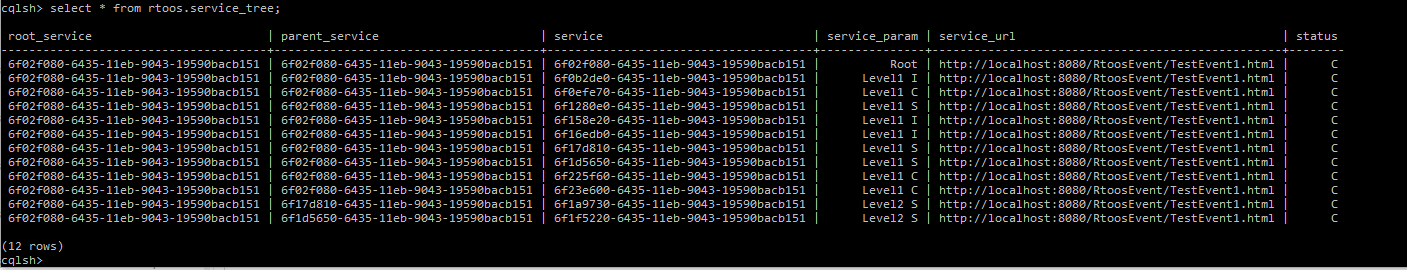 cqlsh> select * from rtoos.service_tree;
root_service | parent_service | service | service_param | service_url | status
--------------------------------------+--------------------------------------+--------------------------------------+---------------+------------------------------------------------+--------
6f02f080-6435-11eb-9043-19590bacb151 | 6f02f080-6435-11eb-9043-19590bacb151 | 6f02f080-6435-11eb-9043-19590bacb151 | Root | http://localhost:8080/RtoosEvent/TestEvent1.html | C
6f02f080-6435-11eb-9043-19590bacb151 | 6f02f080-6435-11eb-9043-19590bacb151 | 6f0b2de0-6435-11eb-9043-19590bacb151 | Level1 I | http://localhost:8080/RtoosEvent/TestEvent1.html | C
6f02f080-6435-11eb-9043-19590bacb151 | 6f02f080-6435-11eb-9043-19590bacb151 | 6f0efe70-6435-11eb-9043-19590bacb151 | Level1 C | http://localhost:8080/RtoosEvent/TestEvent1.html | C
6f02f080-6435-11eb-9043-19590bacb151 | 6f02f080-6435-11eb-9043-19590bacb151 | 6f1280e0-6435-11eb-9043-19590bacb151 | Level1 S | http://localhost:8080/RtoosEvent/TestEvent1.html | C
6f02f080-6435-11eb-9043-19590bacb151 | 6f02f080-6435-11eb-9043-19590bacb151 | 6f158e20-6435-11eb-9043-19590bacb151 | Level1 I | http://localhost:8080/RtoosEvent/TestEvent1.html | C
6f02f080-6435-11eb-9043-19590bacb151 | 6f02f080-6435-11eb-9043-19590bacb151 | 6f16edb0-6435-11eb-9043-19590bacb151 | Level1 I | http://localhost:8080/RtoosEvent/TestEvent1.html | C
6f02f080-6435-11eb-9043-19590bacb151 | 6f02f080-6435-11eb-9043-19590bacb151 | 6f17d810-6435-11eb-9043-19590bacb151 | Level1 S | http://localhost:8080/RtoosEvent/TestEvent1.html | C
6f02f080-6435-11eb-9043-19590bacb151 | 6f02f080-6435-11eb-9043-19590bacb151 | 6f1d5650-6435-11eb-9043-19590bacb151 | Level1 S | http://localhost:8080/RtoosEvent/TestEvent1.html | C
6f02f080-6435-11eb-9043-19590bacb151 | 6f02f080-6435-11eb-9043-19590bacb151 | 6f225f60-6435-11eb-9043-19590bacb151 | Level1 C | http://localhost:8080/RtoosEvent/TestEvent1.html | C
6f02f080-6435-11eb-9043-19590bacb151 | 6f02f080-6435-11eb-9043-19590bacb151 | 6f23e600-6435-11eb-9043-19590bacb151 | Level1 C | http://localhost:8080/RtoosEvent/TestEvent1.html | C
6f02f080-6435-11eb-9043-19590bacb151 | 6f17d810-6435-11eb-9043-19590bacb151 | 6f1a9730-6435-11eb-9043-19590bacb151 | Level2 S | http://localhost:8080/RtoosEvent/TestEvent1.html | C
6f02f080-6435-11eb-9043-19590bacb151 | 6f1d5650-6435-11eb-9043-19590bacb151 | 6f1f5220-6435-11eb-9043-19590bacb151 | Level2 S | http://localhost:8080/RtoosEvent/TestEvent1.html | C
(12 rows)
cqlsh>